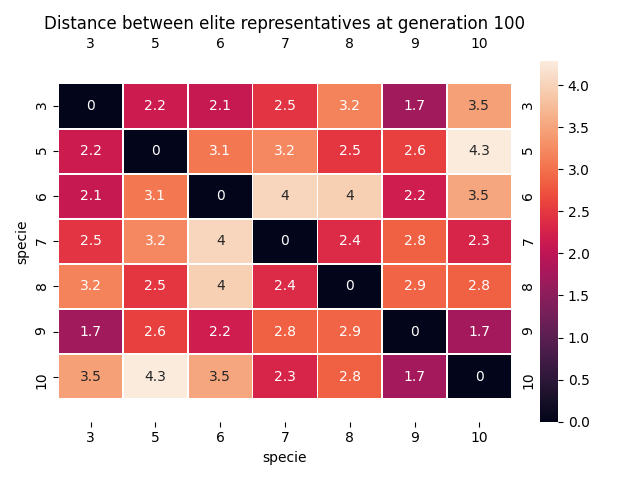 Distance between elite representatives at generation 100
3 5 6 7 8 9 10
3 0 2.2 2.1 2.5 3.2 1.7 3.5 3
5 2.2 0 3.1 3.2 2.5 2.6 4.3 5
6 2.1 3.1 0 4 4 2.2 3.5 6
7 2.5 3.2 4 0 2.4 2.8 2.3 7
8 3.2 2.5 4 2.4 0 2.9 2.8 8
9 1.7 2.6 2.2 2.8 2.9 0 1.7 9
10 3.5 4.3 3.5 2.3 2.8 1.7 0 10
3 5 6 7 8 9 10
specie
specie
4.0
3.5
3.0
2.5
2.0
1.5
1.0
0.5
0.0